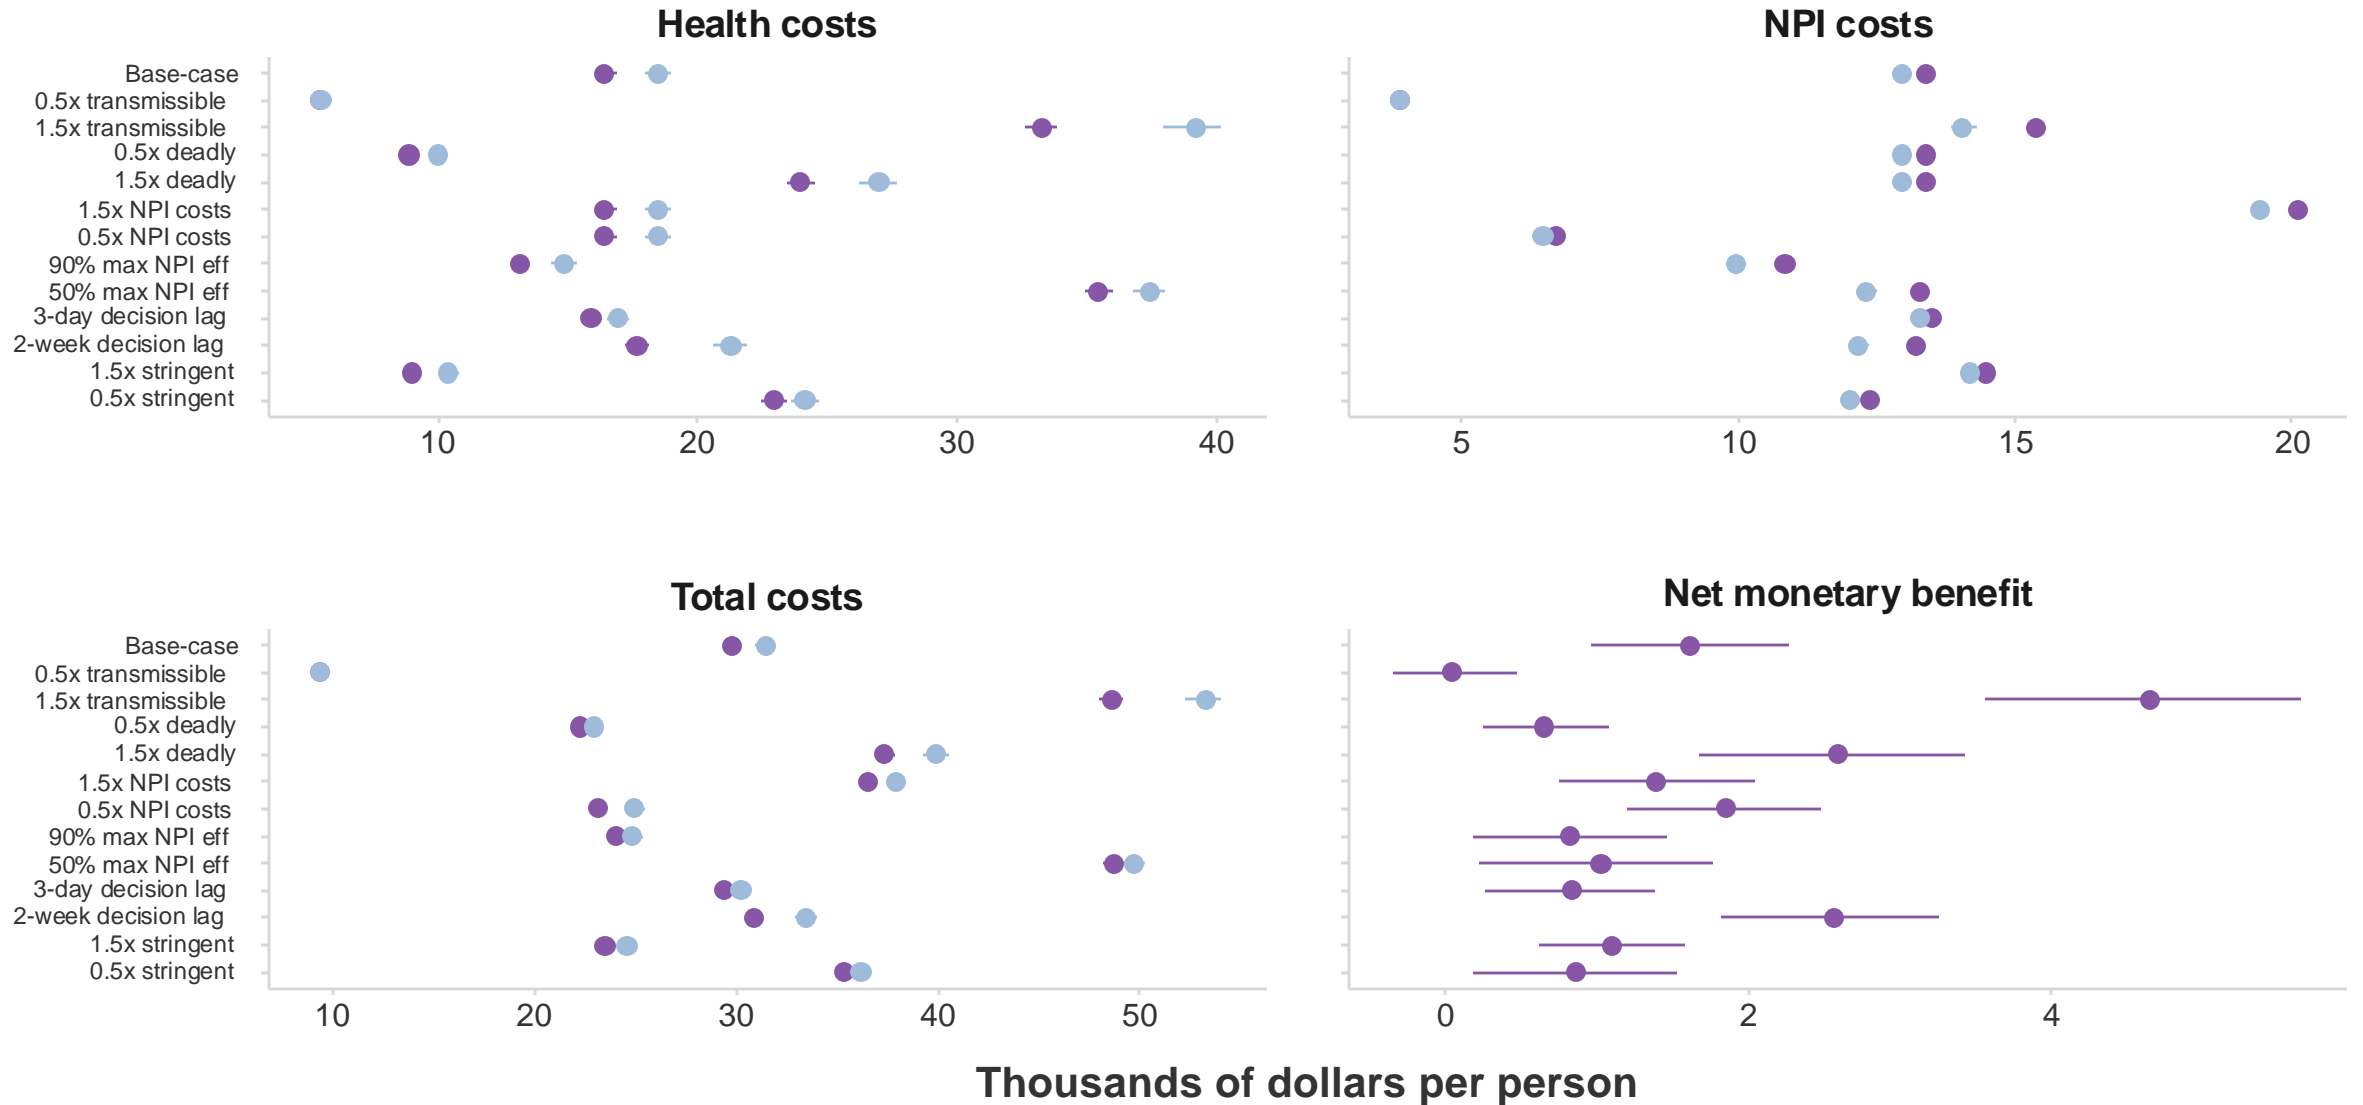 Health costs
Base-case
0.5x transmissible
1.5x transmissible
0.5x deadly
1.5x deadly
1.5x NPI costs
0.5x NPI costs
90% max NPI eff
50% max NPI eff
3-day decision lag
2-week decision lag
1.5x stringent
0.5x stringent
10 20 30 40
NPI costs
5 10 15 20
Total costs
Base-case
0.5x transmissible
1.5x transmissible
0.5x deadly
1.5x deadly
1.5x NPI costs
0.5x NPI costs
90% max NPI eff
50% max NPI eff
3-day decision lag
2-week decision lag
1.5x stringent
0.5x stringent
10 20 30 40 50
Net monetary benefit
0 2 4
Thousands of dollars per person